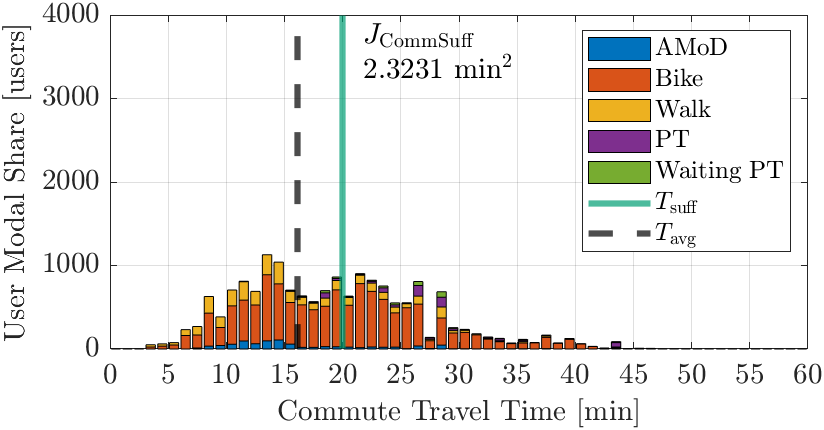 4000
3000
2000
1000
0
User Modal Share [users]
J_CommSuff
2.3231 min²
AMoD
Bike
Walk
PT
Waiting PT
T_suff
T_avg
0 5 10 15 20 25 30 35 40 45 50 55 60
Commute Travel Time [min]